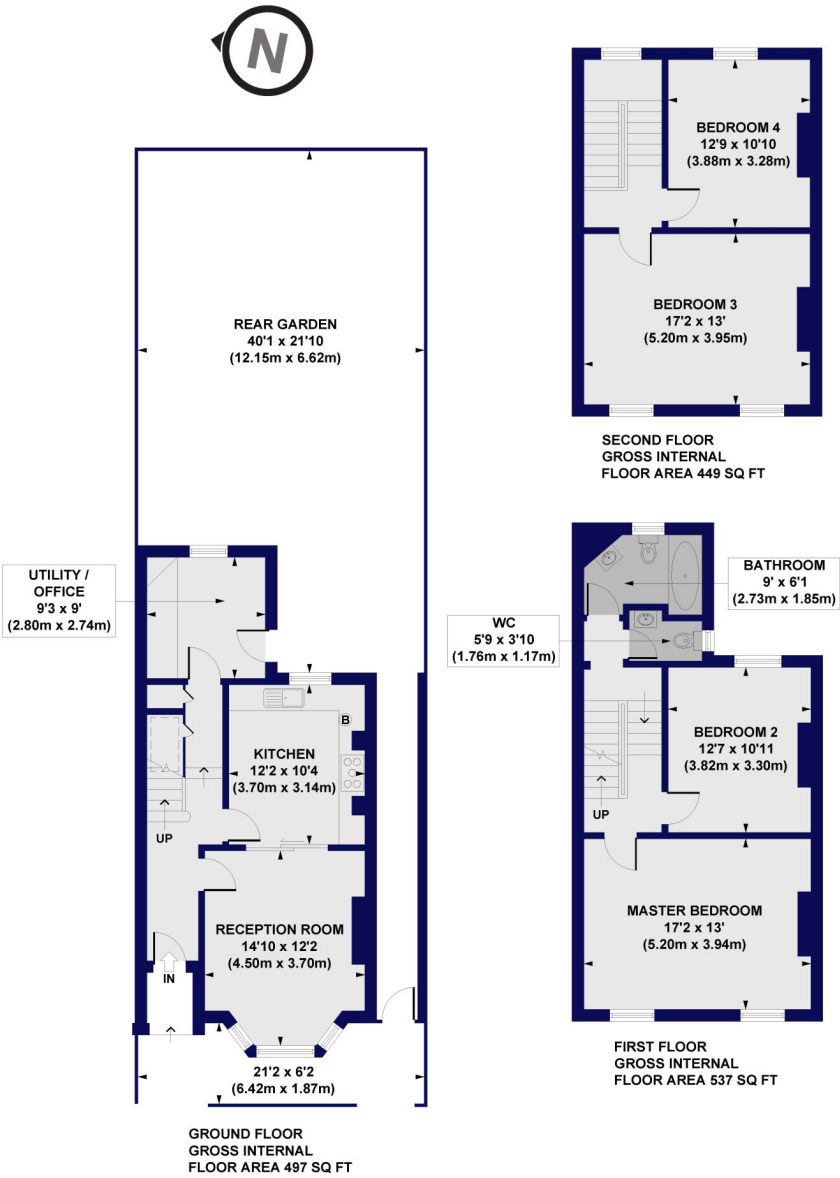 N
REAR GARDEN
40'1 x 21'10
(12.15m x 6.62m)
UTILITY /
OFFICE
9'3 x 9'
(2.80m x 2.74m)
B
KITCHEN
12'2 x 10'4
(3.70m x 3.14m)
UP
RECEPTION ROOM
14'10 x 12'2
(4.50m x 3.70m)
IN
21'2 x 6'2
(6.42m x 1.87m)
GROUND FLOOR
GROSS INTERNAL
FLOOR AREA 497 SQ FT
BEDROOM 4
12'9 x 10'10
(3.88m x 3.28m)
BEDROOM 3
17'2 x 13'
(5.20m x 3.95m)
SECOND FLOOR
GROSS INTERNAL
FLOOR AREA 449 SQ FT
BATHROOM
9' x 6'1
(2.73m x 1.85m)
WC
5'9 x 3'10
(1.76m x 1.17m)
BEDROOM 2
12'7 x 10'11
(3.82m x 3.30m)
UP
MASTER BEDROOM
17'2 x 13'
(5.20m x 3.94m)
FIRST FLOOR
GROSS INTERNAL
FLOOR AREA 537 SQ FT